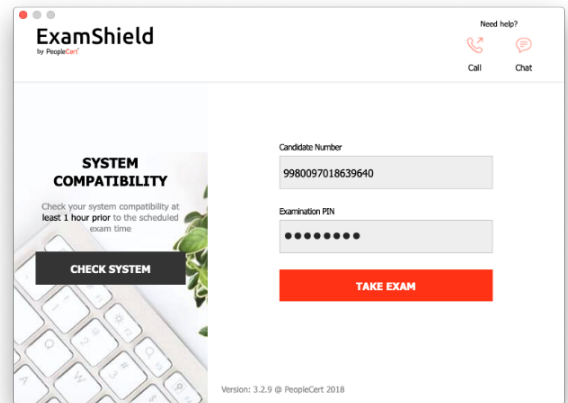 ExamShield
by PeopleCert
Need help?
Call
Chat
SYSTEM
COMPATIBILITY
Check your system compatibility at
least 1 hour prior to the scheduled
exam time
CHECK SYSTEM
Candidate Number
9980097018639640
Examination PIN
●●●●●●●●
TAKE EXAM
Version: 3.2.9 @ PeopleCert 2018